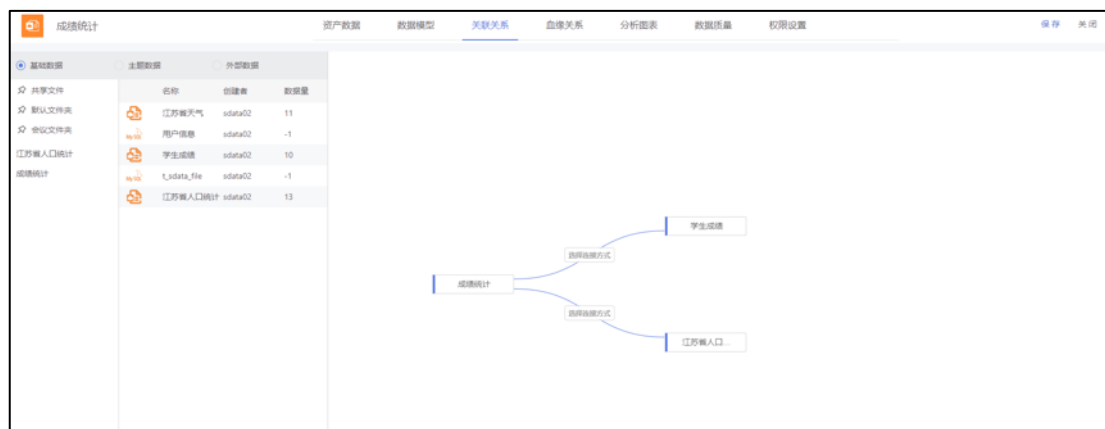 成绩统计 资产数据 数据模型 关联关系 血缘关系 分析图表 数据质量 权限设置 保存 关闭
基础数据 主题数据 外部数据
共享文件
默认文件夹
会议文件夹
江苏省人口统计
成绩统计
名称 创建者 数据量
江苏省天气 sdata02 11
MySQL 用户信息 sdata02 -1
学生成绩 sdata02 10
MySQL t_sdata_file sdata02 -1
江苏省人口统计 sdata02 13
学生成绩
选择连接方式
成绩统计
选择连接方式
江苏省人口...